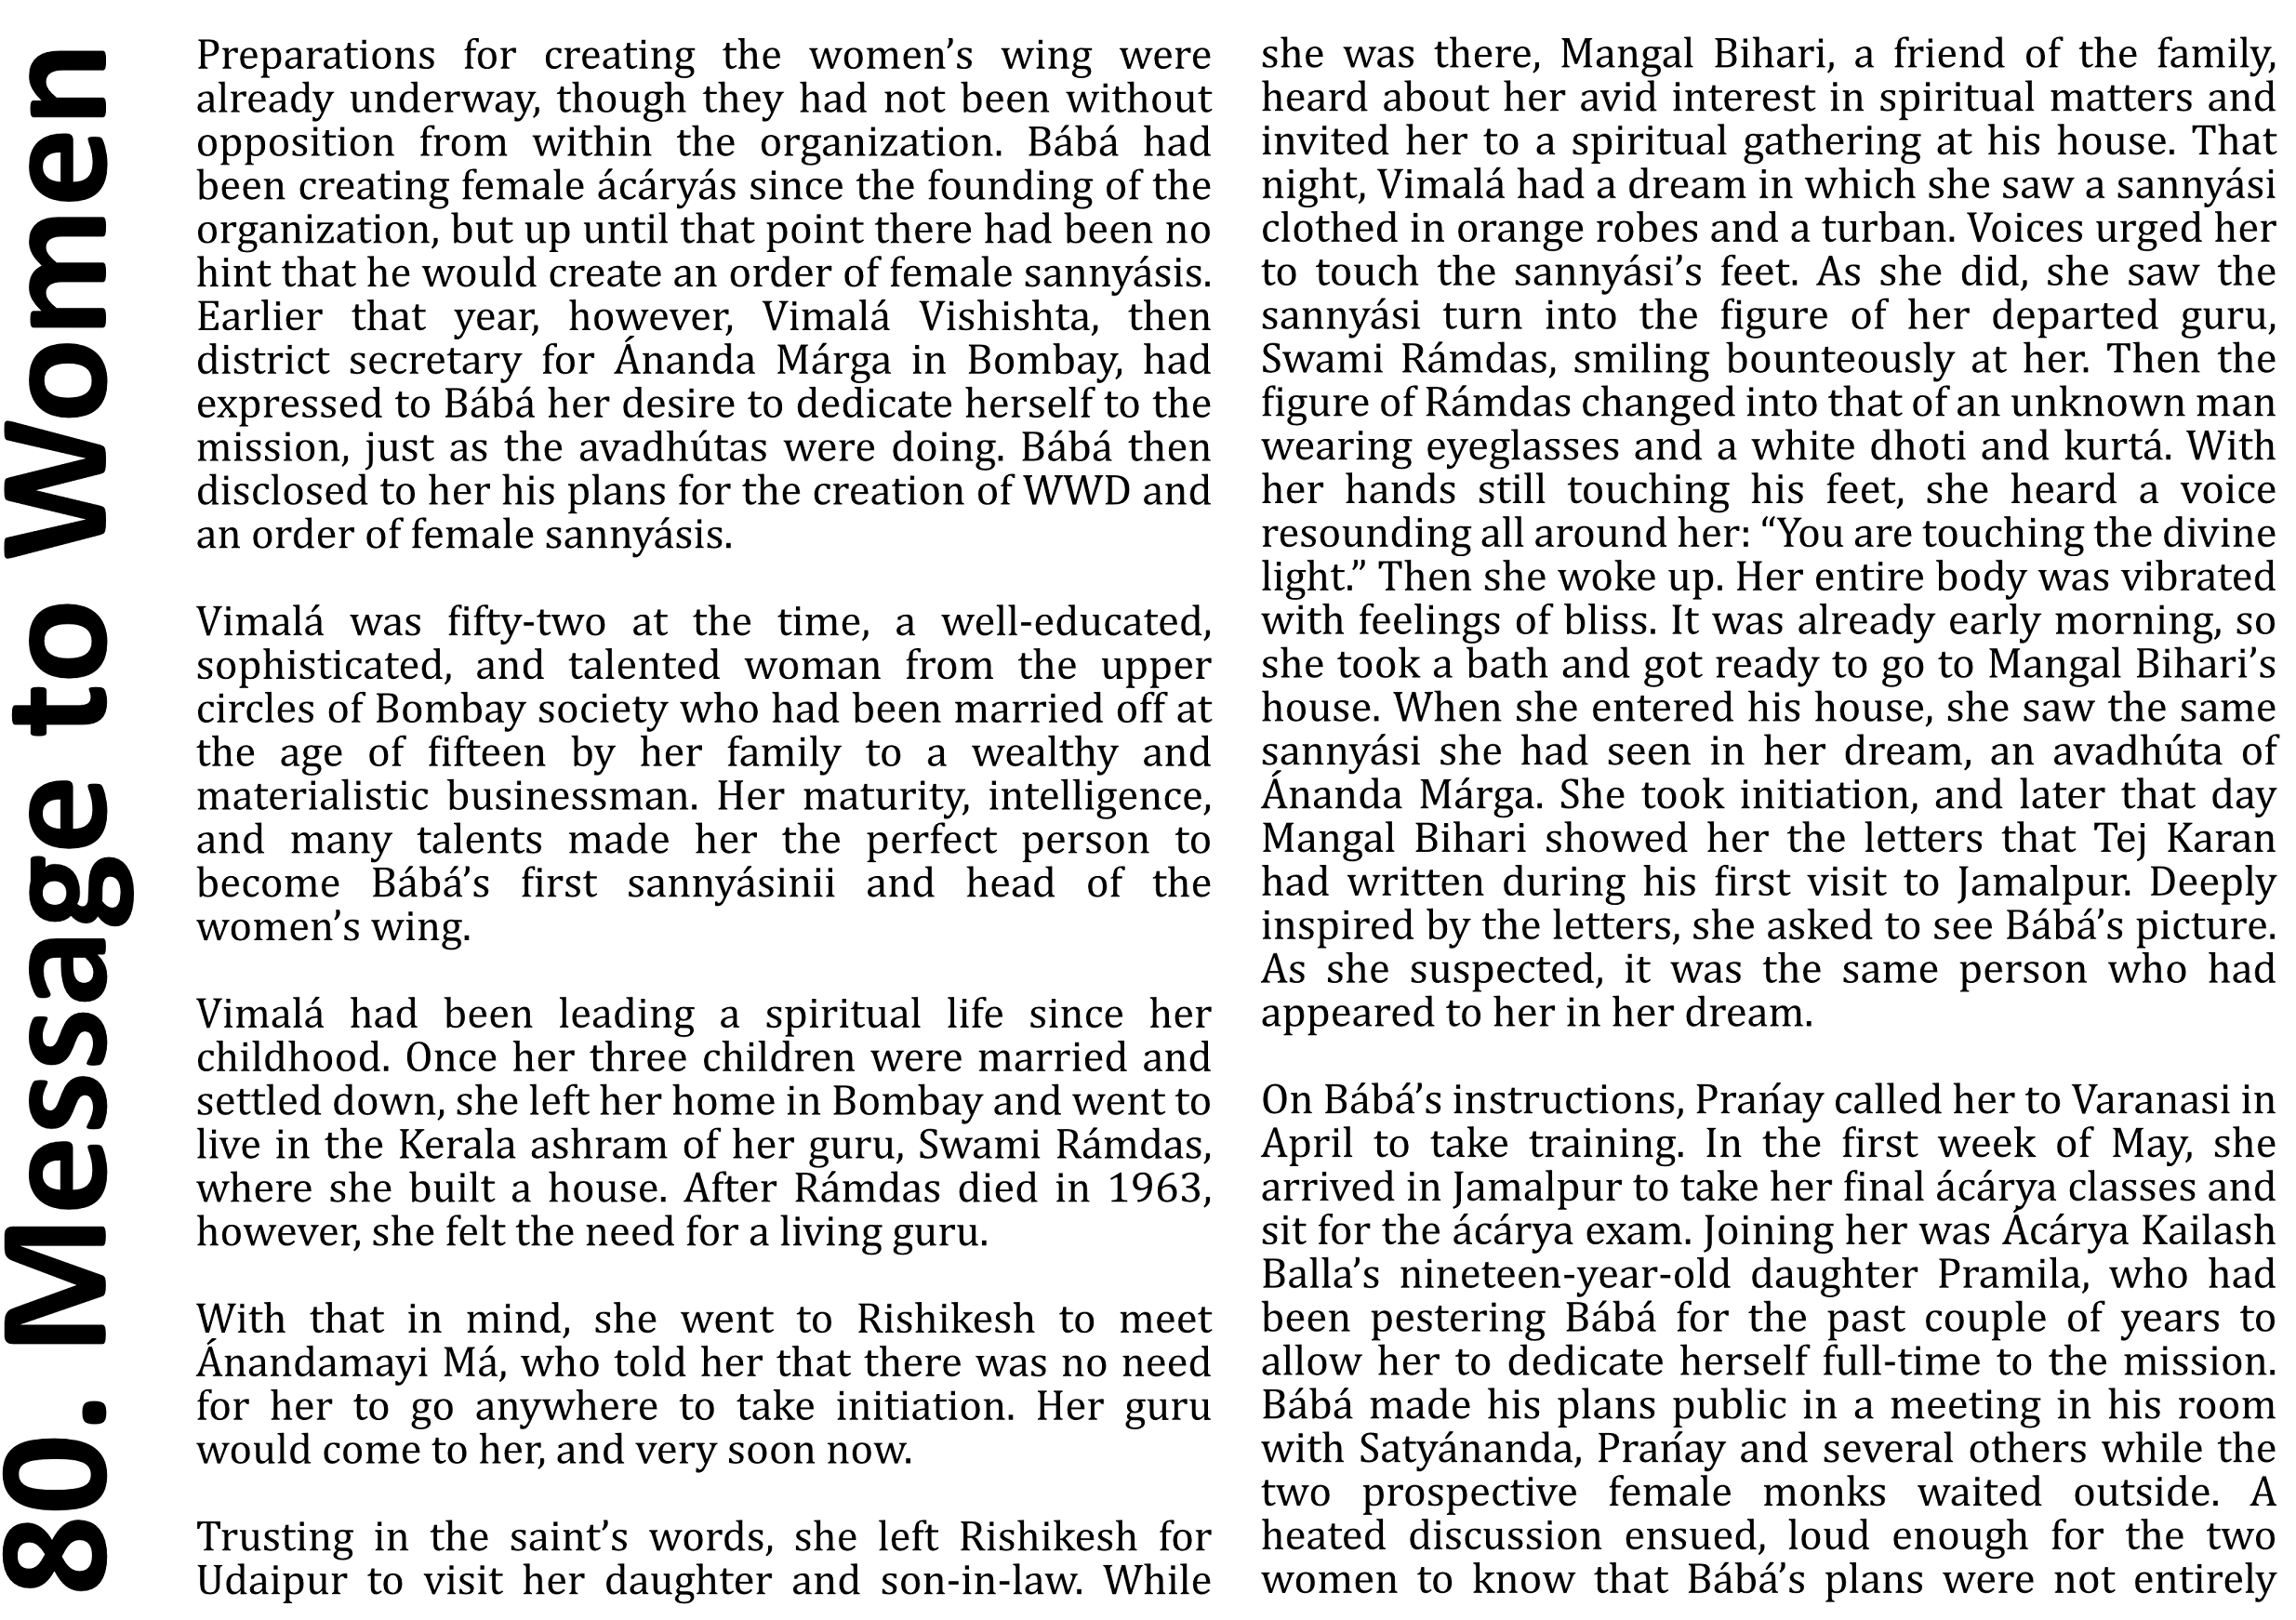 80. Message to Women
Preparations for creating the women’s wing were
already underway, though they had not been without
opposition from within the organization. Bábá had
been creating female ácáryás since the founding of the
organization, but up until that point there had been no
hint that he would create an order of female sannyásis.
Earlier that year, however, Vimalá Vishishta, then
district secretary for Ánanda Márga in Bombay, had
expressed to Bábá her desire to dedicate herself to the
mission, just as the avadhútas were doing. Bábá then
disclosed to her his plans for the creation of WWD and
an order of female sannyásis.
Vimalá was fifty-two at the time, a well-educated,
sophisticated, and talented woman from the upper
circles of Bombay society who had been married off at
the age of fifteen by her family to a wealthy and
materialistic businessman. Her maturity, intelligence,
and many talents made her the perfect person to
become Bábá’s first sannyásinii and head of the
women’s wing.
Vimalá had been leading a spiritual life since her
childhood. Once her three children were married and
settled down, she left her home in Bombay and went to
live in the Kerala ashram of her guru, Swami Rámdas,
where she built a house. After Rámdas died in 1963,
however, she felt the need for a living guru.
With that in mind, she went to Rishikesh to meet
Ánandamayi Má, who told her that there was no need
for her to go anywhere to take initiation. Her guru
would come to her, and very soon now.
Trusting in the saint’s words, she left Rishikesh for
Udaipur to visit her daughter and son-in-law. While
she was there, Mangal Bihari, a friend of the family,
heard about her avid interest in spiritual matters and
invited her to a spiritual gathering at his house. That
night, Vimalá had a dream in which she saw a sannyási
clothed in orange robes and a turban. Voices urged her
to touch the sannyási’s feet. As she did, she saw the
sannyási turn into the figure of her departed guru,
Swami Rámdas, smiling bounteously at her. Then the
figure of Rámdas changed into that of an unknown man
wearing eyeglasses and a white dhoti and kurtá. With
her hands still touching his feet, she heard a voice
resounding all around her: “You are touching the divine
light.” Then she woke up. Her entire body was vibrated
with feelings of bliss. It was already early morning, so
she took a bath and got ready to go to Mangal Bihari’s
house. When she entered his house, she saw the same
sannyási she had seen in her dream, an avadhúta of
Ánanda Márga. She took initiation, and later that day
Mangal Bihari showed her the letters that Tej Karan
had written during his first visit to Jamalpur. Deeply
inspired by the letters, she asked to see Bábá’s picture.
As she suspected, it was the same person who had
appeared to her in her dream.
On Bábá’s instructions, Prańay called her to Varanasi in
April to take training. In the first week of May, she
arrived in Jamalpur to take her final ácárya classes and
sit for the ácárya exam. Joining her was Ácárya Kailash
Balla’s nineteen-year-old daughter Pramila, who had
been pestering Bábá for the past couple of years to
allow her to dedicate herself full-time to the mission.
Bábá made his plans public in a meeting in his room
with Satyánanda, Prańay and several others while the
two prospective female monks waited outside. A
heated discussion ensued, loud enough for the two
women to know that Bábá’s plans were not entirely